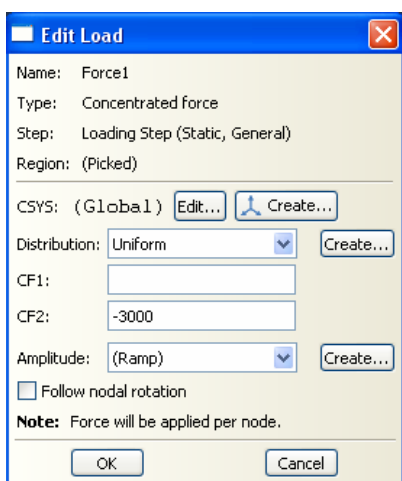 Edit Load
Name: Force1
Type: Concentrated force
Step: Loading Step (Static, General)
Region: (Picked)
CSYS: (Global) Edit... Create...
Distribution: Uniform Create...
CF1:
CF2: -3000
Amplitude: (Ramp) Create...
Follow nodal rotation
Note: Force will be applied per node.
OK Cancel